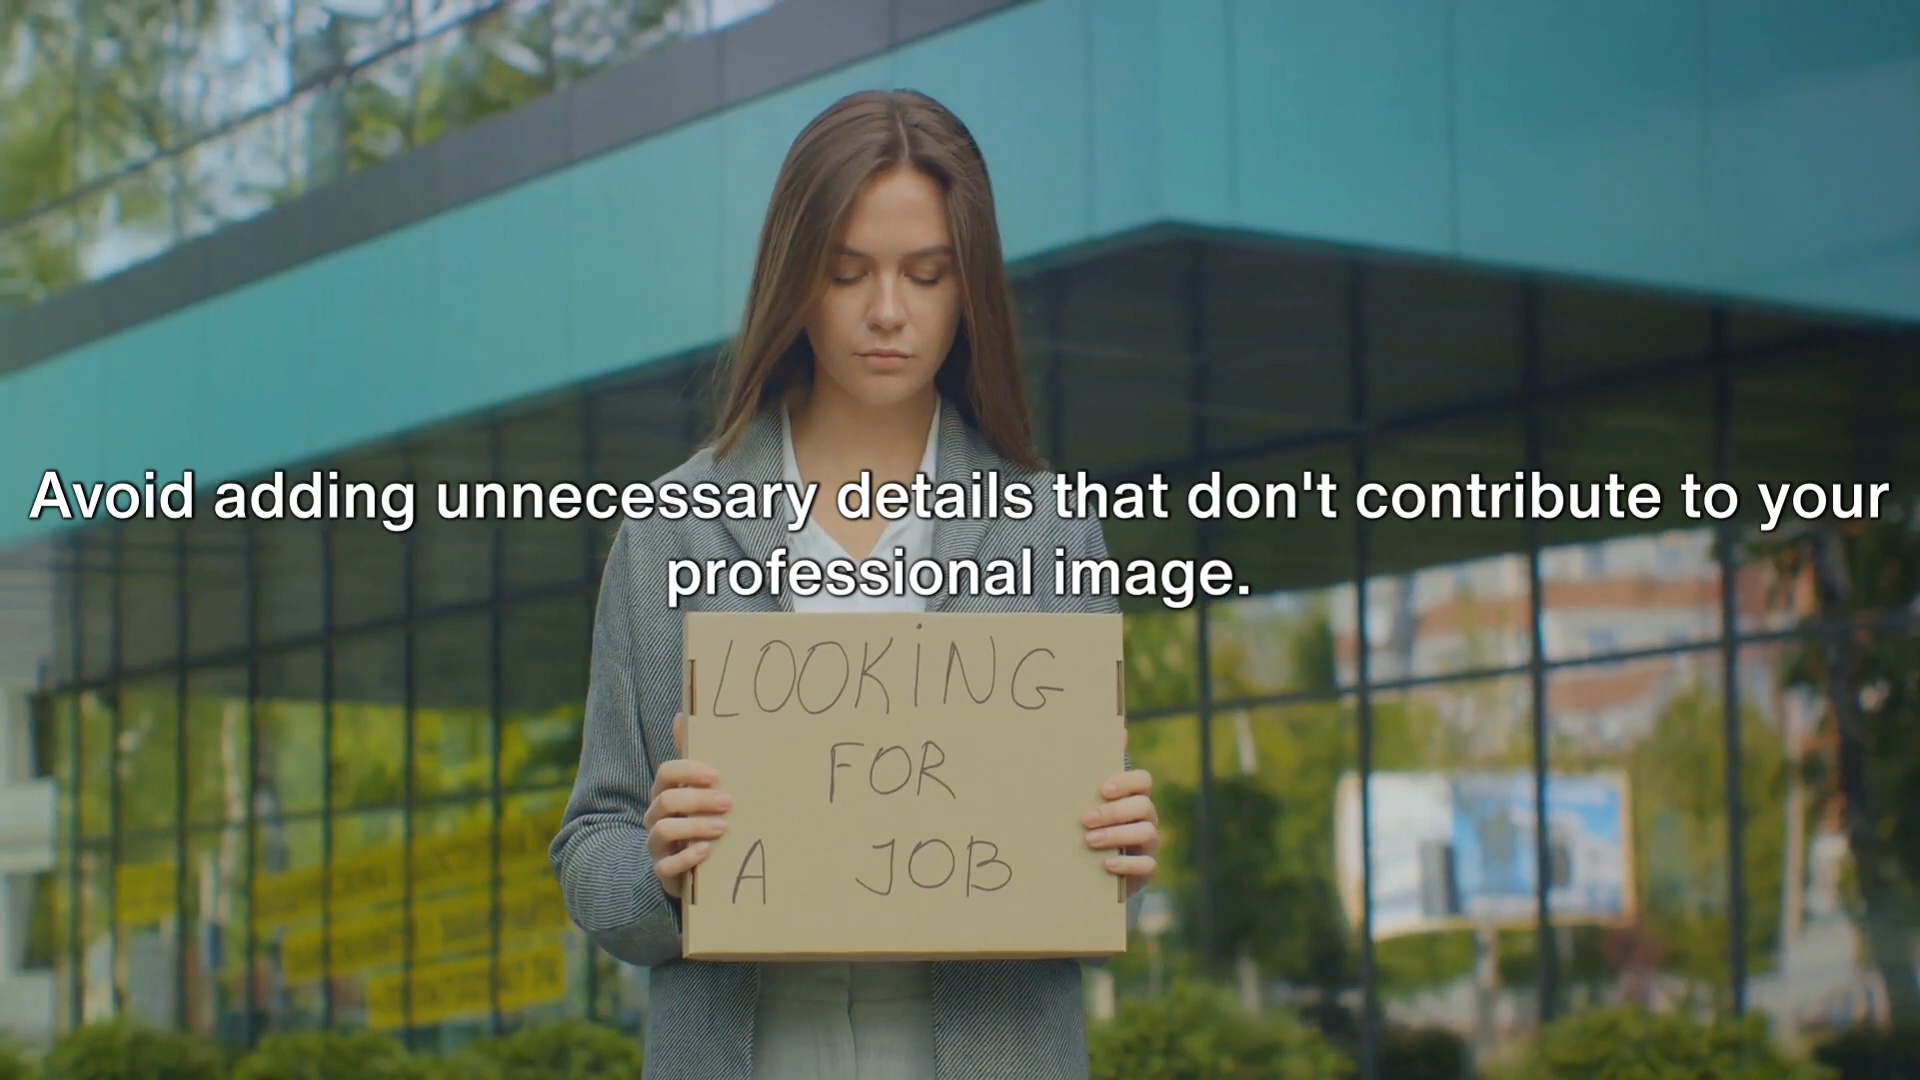 Avoid adding unnecessary details that don't contribute to your
professional image.
LOOKING
FOR
A JOB